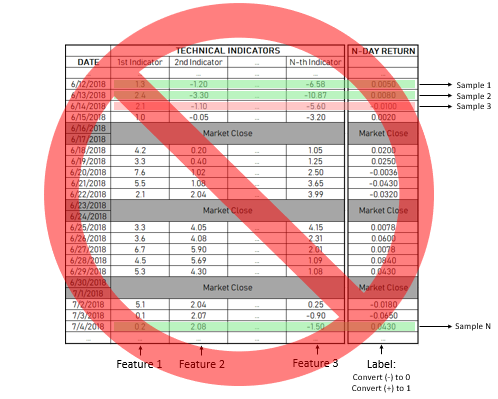 TECHNICAL INDICATORS N-DAY RETURN
DATE 1st Indicator 2nd Indicator ... N-th Indicator
... ... ... ... ...
6/12/2018 1.3 -1.20 ... -6.58 0.0050 Sample 1
6/13/2018 2.4 -3.30 ... -10.87 0.0080 Sample 2
6/14/2018 2.1 -1.10 ... -5.60 -0.0100 Sample 3
6/15/2018 1.0 -0.05 ... -3.20 0.0020
6/16/2018 Market Close Market Close
6/17/2018
6/18/2018 4.2 0.20 ... 1.05 0.0200
6/19/2018 3.3 0.40 ... 1.25 0.0250
6/20/2018 7.6 1.02 ... 2.50 -0.0036
6/21/2018 5.5 1.08 ... 3.65 -0.0430
6/22/2018 2.1 2.04 ... 3.99 -0.0320
6/23/2018 Market Close Market Close
6/24/2018
6/25/2018 3.3 4.05 ... 4.15 0.0078
6/26/2018 3.6 4.08 ... 2.31 0.0600
6/27/2018 6.7 5.90 ... 2.01 0.0078
6/28/2018 4.5 5.69 ... 1.09 0.0840
6/29/2018 5.3 4.30 ... 1.08 0.0430
6/30/2018 Market Close Market Close
7/1/2018
7/2/2018 5.1 2.04 ... 0.25 -0.0180
7/3/2018 0.1 2.07 ... -0.90 -0.0650
7/4/2018 0.2 2.08 ... -1.50 0.0430 Sample N
... ... ... ... ... ...
Feature 1 Feature 2 Feature 3 Label:
Convert (-) to 0
Convert (+) to 1